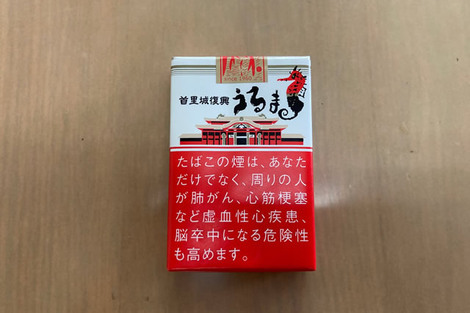 SINCE 1960
首里城復興
うるま
たばこの煙は、あなた
だけでなく、周りの人
が肺がん、心筋梗塞
など虚血性心疾患、
脳卒中になる危険性
も高めます。